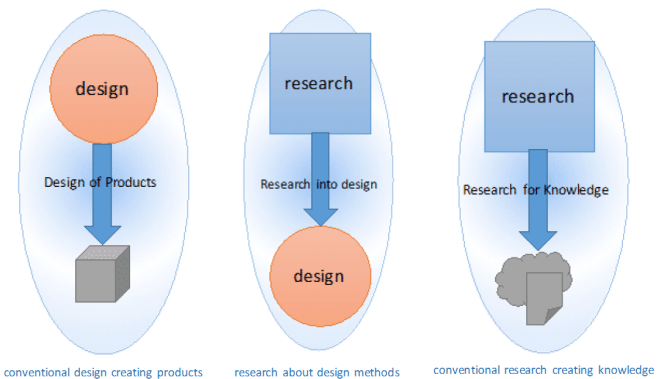 design
Design of Products
conventional design creating products
research
Research into design
design
research about design methods
research
Research for Knowledge
conventional research creating knowledge